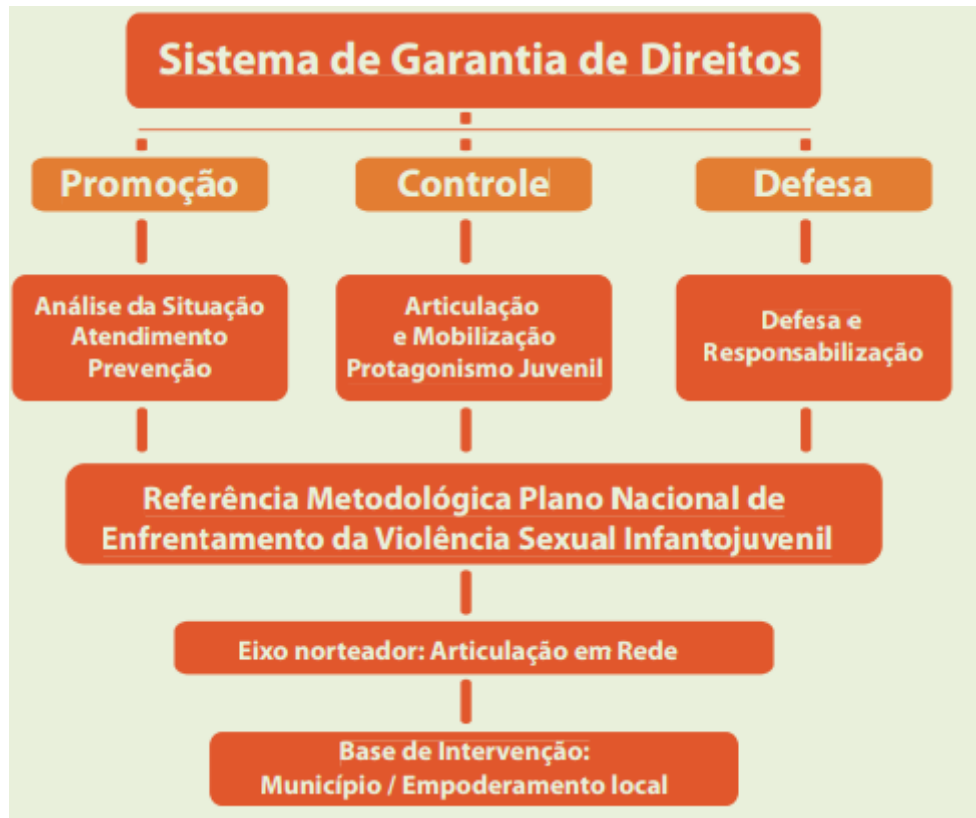 Sistema de Garantia de Direitos
Promoção
Controle
Defesa
Análise da Situação
Atendimento
Prevenção
Articulação
e Mobilização
Protagonismo Juvenil
Defesa e
Responsabilização
Referência Metodológica Plano Nacional de
Enfrentamento da Violência Sexual Infantojuvenil
Eixo norteador: Articulação em Rede
Base de Intervenção:
Município / Empoderamento local